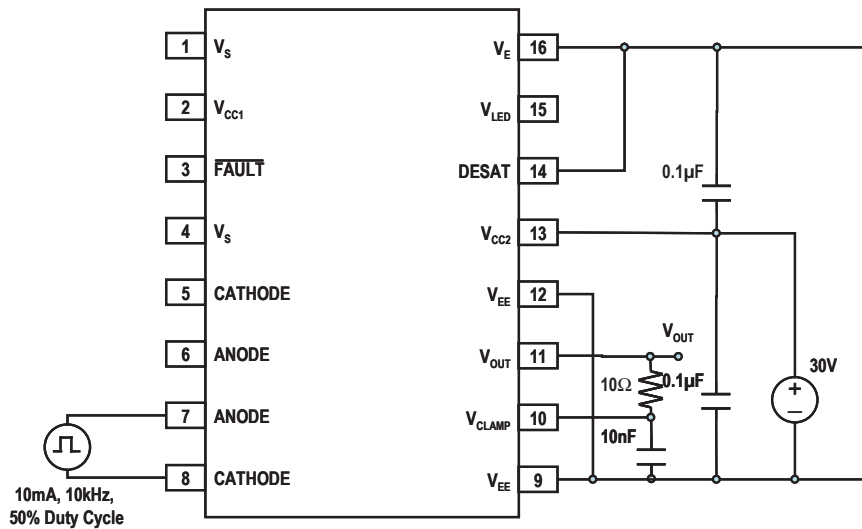 1 V_S
2 V_CC1
3 FAULT
4 V_S
5 CATHODE
6 ANODE
7 ANODE
8 CATHODE
10mA, 10kHz,
50% Duty Cycle
V_E 16
V_LED 15
DESAT 14
V_CC2 13
V_EE 12
V_OUT 11
V_CLAMP 10
V_EE 9
0.1µF
V_OUT
10Ω
0.1µF
10nF
30V
+
–